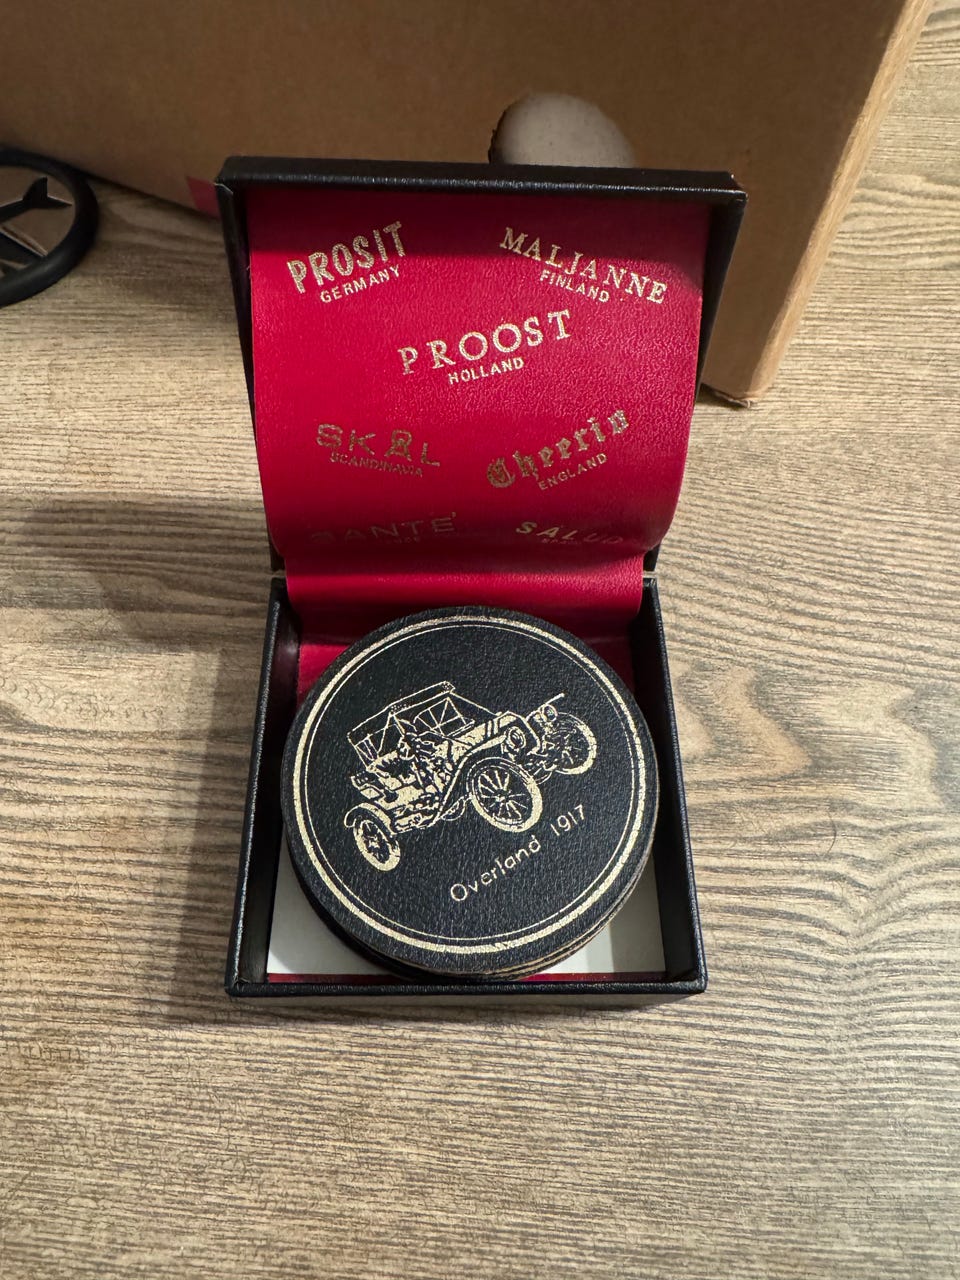 PROSIT
GERMANY
MALJANNE
FINLAND
PROOST
HOLLAND
SKÅL
SCANDINAVIA
Cheerio
ENGLAND
SANTÉ
SALUD
Overland 1917